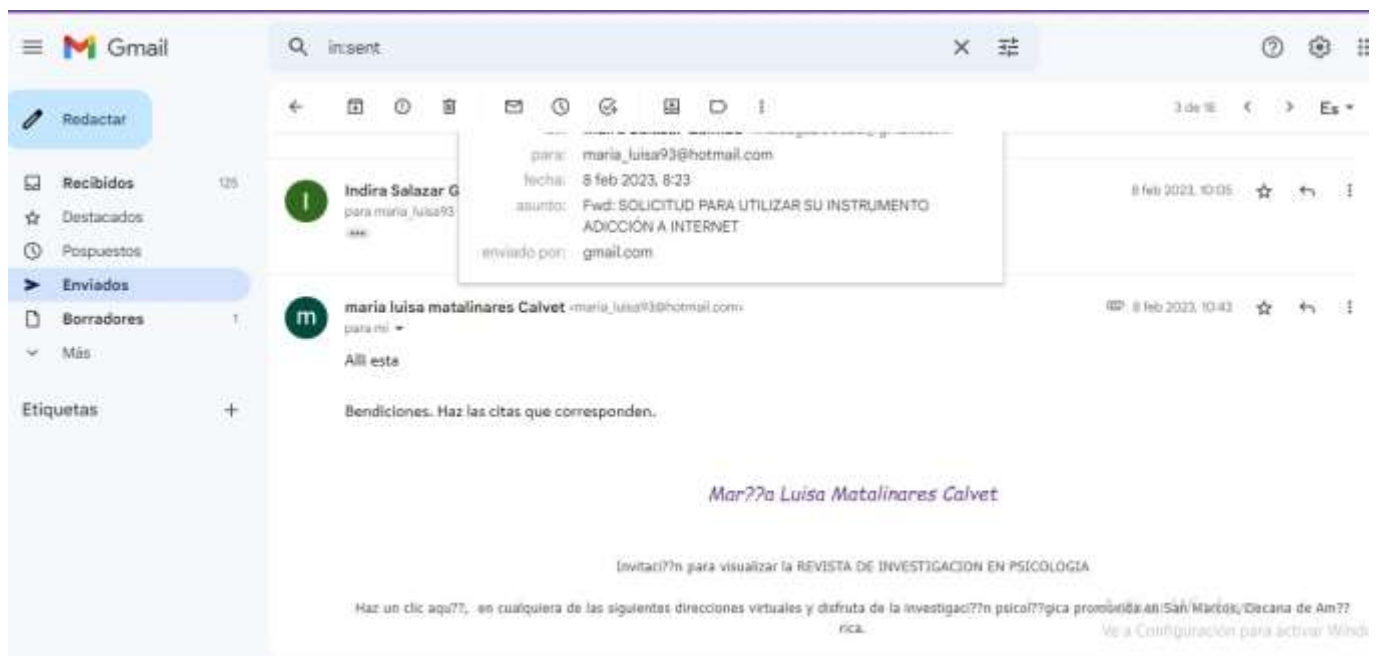 Gmail
in:sent
Redactar
3 de 18
Es
Recibidos 125
Destacados
Pospuestos
Enviados
Borradores 1
Más
Etiquetas
para: maria_luisa93@hotmail.com
fecha: 8 feb 2023, 8:23
asunto: Fwd: SOLICITUD PARA UTILIZAR SU INSTRUMENTO
ADICCIÓN A INTERNET
enviado por: gmail.com
Indira Salazar G
8 feb 2023, 10:05
para maria_luisa93
maria luisa matalinares Calvet <maria_luisa93@hotmail.com>
8 feb 2023, 10:43
para mí
Alli esta
Bendiciones. Haz las citas que corresponden.
Mar??a Luisa Matalinares Calvet
Invitaci??n para visualizar la REVISTA DE INVESTIGACION EN PSICOLOGIA
Haz un clic aqu??, en cualquiera de las siguientes direcciones virtuales y disfruta de la investigaci??n psicol??gica promovida en San Marcos, Decana de Am??
rica.
Ve a Configuración para activar Windo